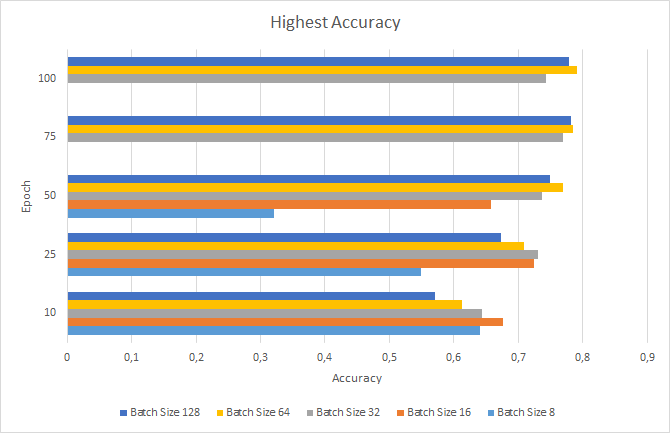 Highest Accuracy
100
75
50
25
10
Epoch
0 0,1 0,2 0,3 0,4 0,5 0,6 0,7 0,8 0,9
Accuracy
Batch Size 128 Batch Size 64 Batch Size 32 Batch Size 16 Batch Size 8